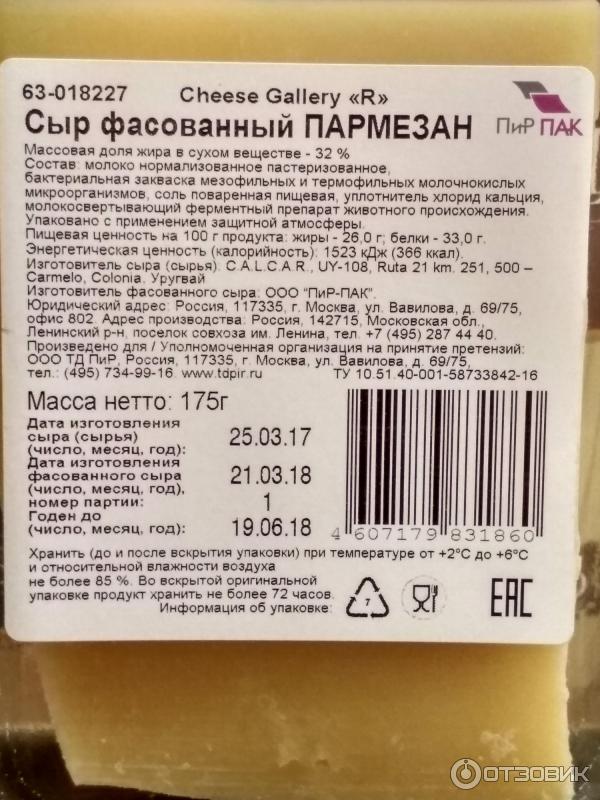 63-018227 Cheese Gallery «R»
Сыр фасованный ПАРМЕЗАН
ПиР ПАК
Массовая доля жира в сухом веществе - 32 %
Состав: молоко нормализованное пастеризованное,
бактериальная закваска мезофильных и термофильных молочнокислых
микроорганизмов, соль поваренная пищевая, уплотнитель хлорид кальция,
молокосвертывающий ферментный препарат животного происхождения.
Упаковано с применением защитной атмосферы.
Пищевая ценность на 100 г продукта: жиры - 26,0 г; белки - 33,0 г.
Энергетическая ценность (калорийность): 1523 кДж (366 ккал).
Изготовитель сыра (сырья): C.A.L.C.A.R., UY-108, Ruta 21 km. 251, 500 –
Carmelo, Colonia, Уругвай
Изготовитель фасованного сыра: ООО "ПиР-ПАК".
Юридический адрес: Россия, 117335, г. Москва, ул. Вавилова, д. 69/75,
офис 802. Адрес производства: Россия, 142715, Московская обл.,
Ленинский р-н, поселок совхоза им. Ленина, тел. +7 (495) 287 44 40.
Произведено для / Уполномоченная организация на принятие претензий:
ООО ТД ПиР, Россия, 117335, г. Москва, ул. Вавилова, д. 69/75,
тел.: (495) 734-99-16. www.tdpir.ru ТУ 10.51.40-001-58733842-16
Масса нетто: 175г
Дата изготовления
сыра (сырья)
(число, месяц, год): 25.03.17
Дата изготовления
фасованного сыра 21.03.18
(число, месяц, год),
номер партии: 1
Годен до
(число, месяц, год): 19.06.18
4 607179 831860
Хранить (до и после вскрытия упаковки) при температуре от +2°С до +6°С
и относительной влажности воздуха
не более 85 %. Во вскрытой оригинальной
упаковке продукт хранить не более 72 часов.
Информация об упаковке: 7
ЕАС
ОТЗОВИК